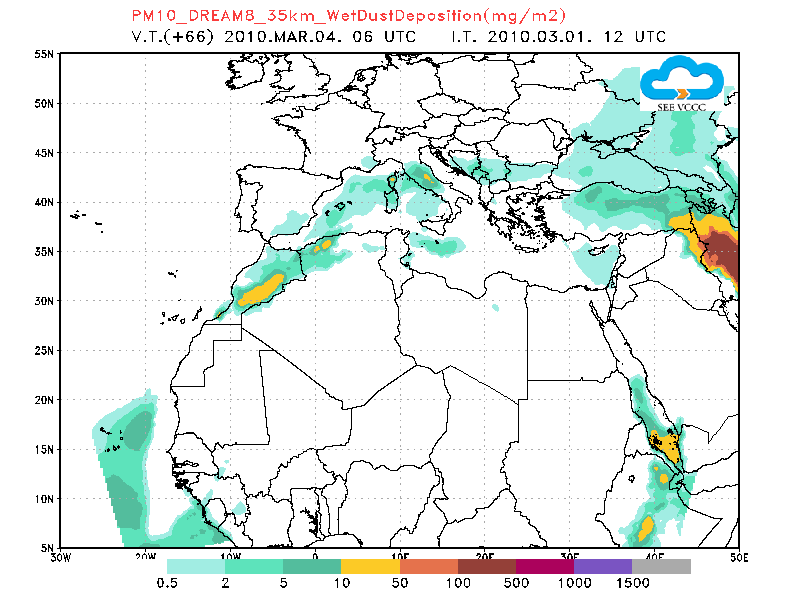 PM10_DREAM8_35km_WetDustDeposition(mg/m2)
V.T.(+66) 2010.MAR.04. 06 UTC I.T. 2010.03.01. 12 UTC
SEE VCCC
55N
50N
45N
40N
35N
30N
25N
20N
15N
10N
5N
30W 20W 10W 0 10E 20E 30E 40E 50E
0.5 2 5 10 50 100 500 1000 1500